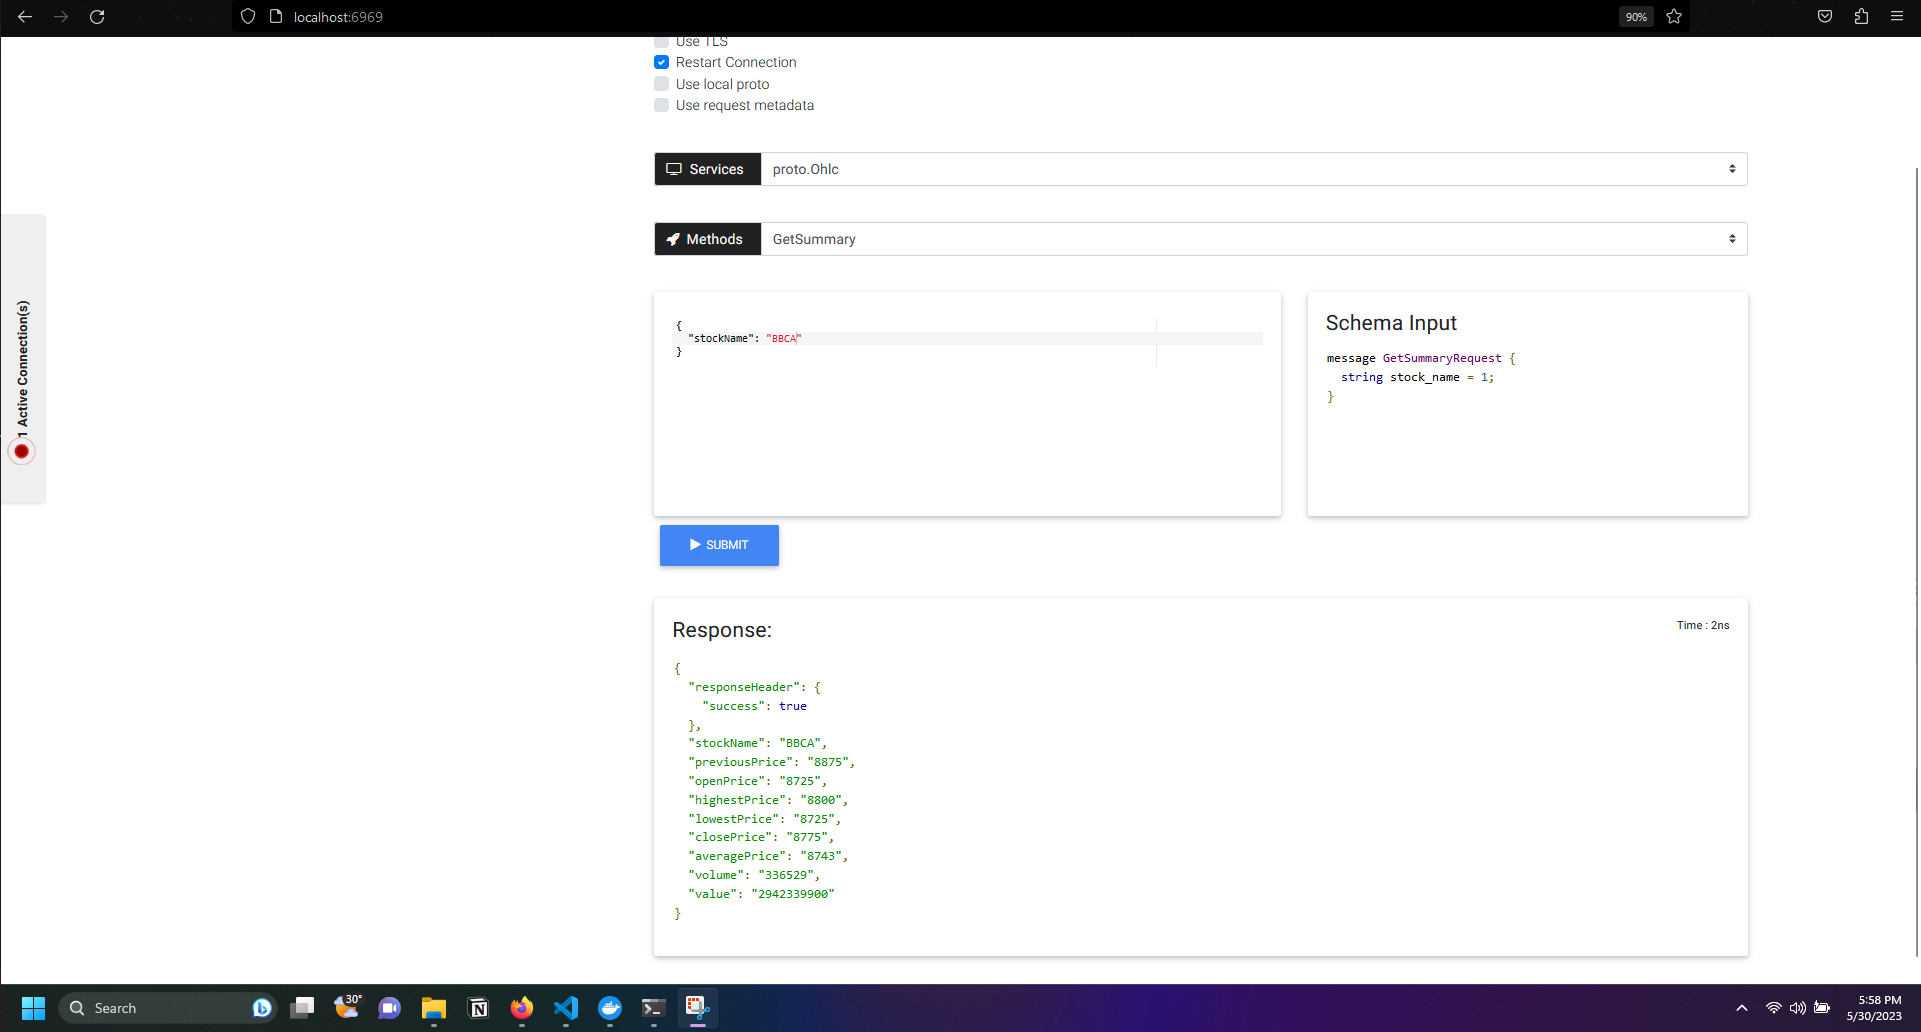 localhost:6969
90%
Use TLS
Restart Connection
Use local proto
Use request metadata
Services
proto.Ohlc
Methods
GetSummary
1 Active Connection(s)
{
"stockName": "BBCA"
}
Schema Input
message GetSummaryRequest {
string stock_name = 1;
}
SUBMIT
Response:
Time : 2ns
{
"responseHeader": {
"success": true
},
"stockName": "BBCA",
"previousPrice": "8875",
"openPrice": "8725",
"highestPrice": "8800",
"lowestPrice": "8725",
"closePrice": "8775",
"averagePrice": "8743",
"volume": "336529",
"value": "2942339900"
}
Search
30°
5:58 PM
5/30/2023